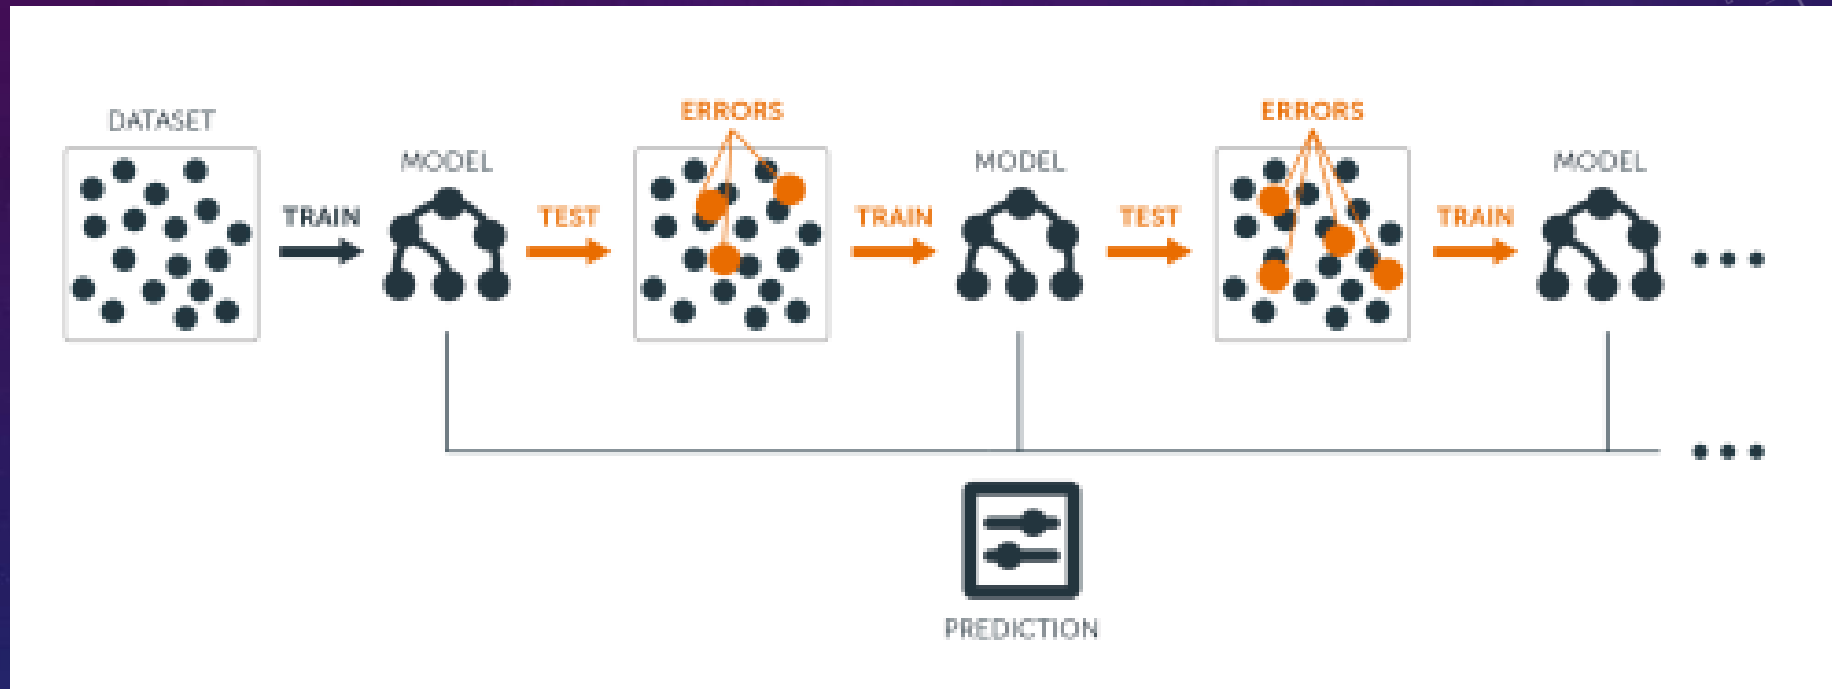 DATASET
TRAIN
MODEL
TEST
ERRORS
TRAIN
MODEL
TEST
ERRORS
TRAIN
MODEL
PREDICTION